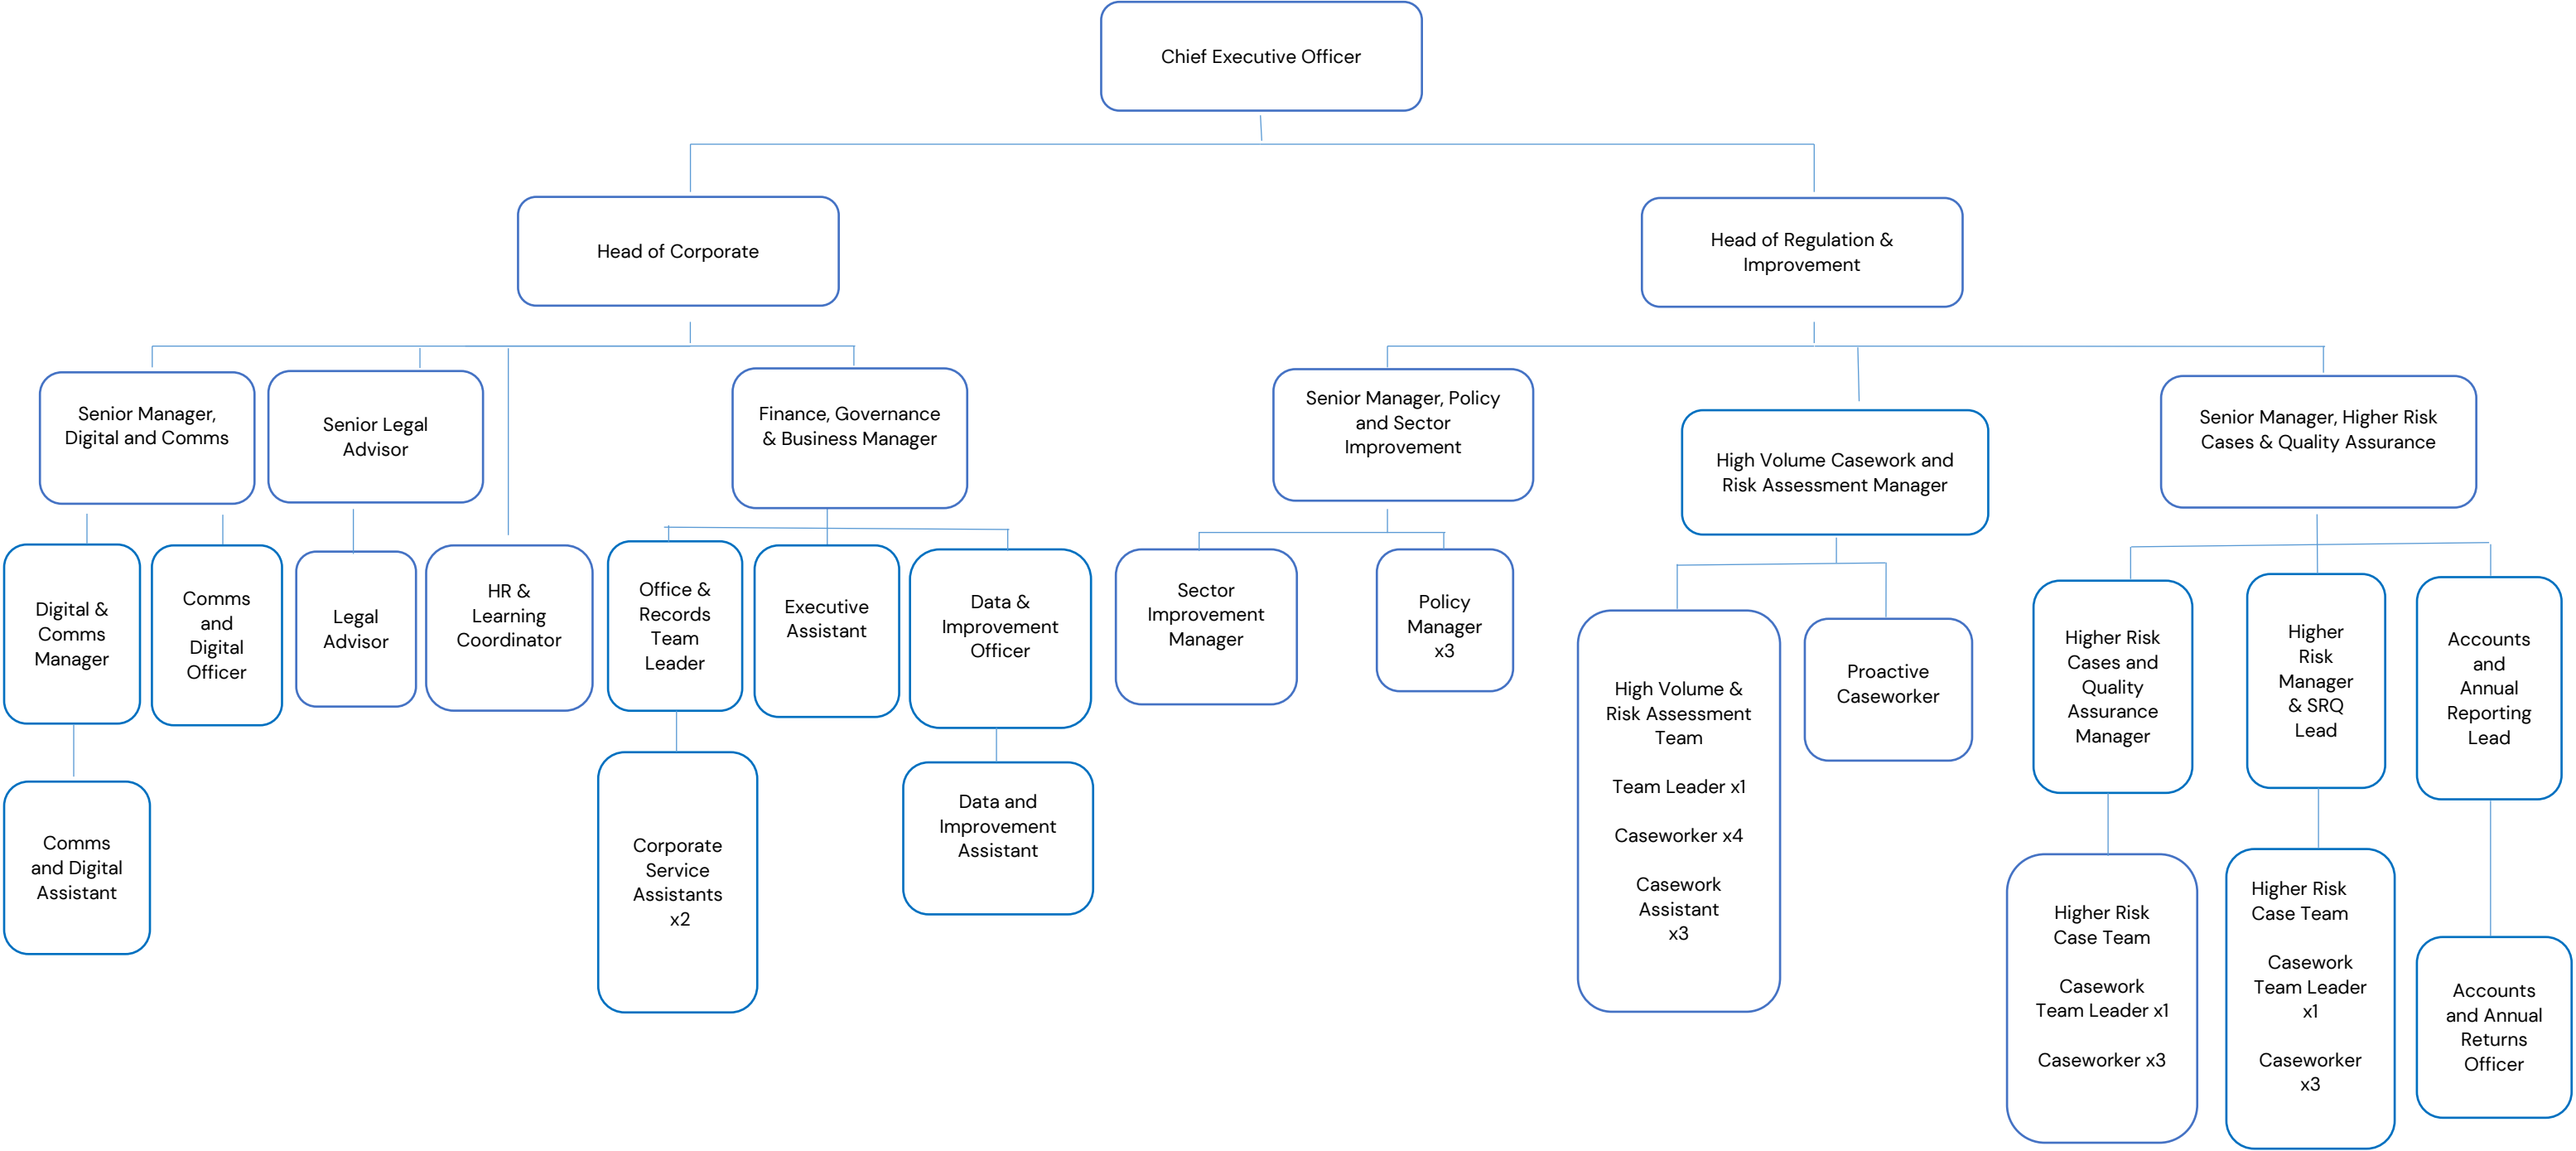 Chief Executive Officer
Head of Corporate
Head of Regulation &
Improvement
Senior Manager,
Digital and Comms
Senior Legal
Advisor
Finance, Governance
& Business Manager
Senior Manager, Policy
and Sector
Improvement
High Volume Casework and
Risk Assessment Manager
Senior Manager, Higher Risk
Cases & Quality Assurance
Digital &
Comms
Manager
Comms
and
Digital
Officer
Legal
Advisor
HR &
Learning
Coordinator
Office &
Records
Team
Leader
Executive
Assistant
Data &
Improvement
Officer
Sector
Improvement
Manager
Policy
Manager
x3
High Volume &
Risk Assessment
Team
Team Leader x1
Caseworker x4
Casework
Assistant
x3
Proactive
Caseworker
Higher Risk
Cases and
Quality
Assurance
Manager
Higher
Risk
Manager
& SRQ
Lead
Accounts
and
Annual
Reporting
Lead
Comms
and Digital
Assistant
Corporate
Service
Assistants
x2
Data and
Improvement
Assistant
Higher Risk
Case Team
Casework
Team Leader x1
Caseworker x3
Higher Risk
Case Team
Casework
Team Leader
x1
Caseworker
x3
Accounts
and Annual
Returns
Officer